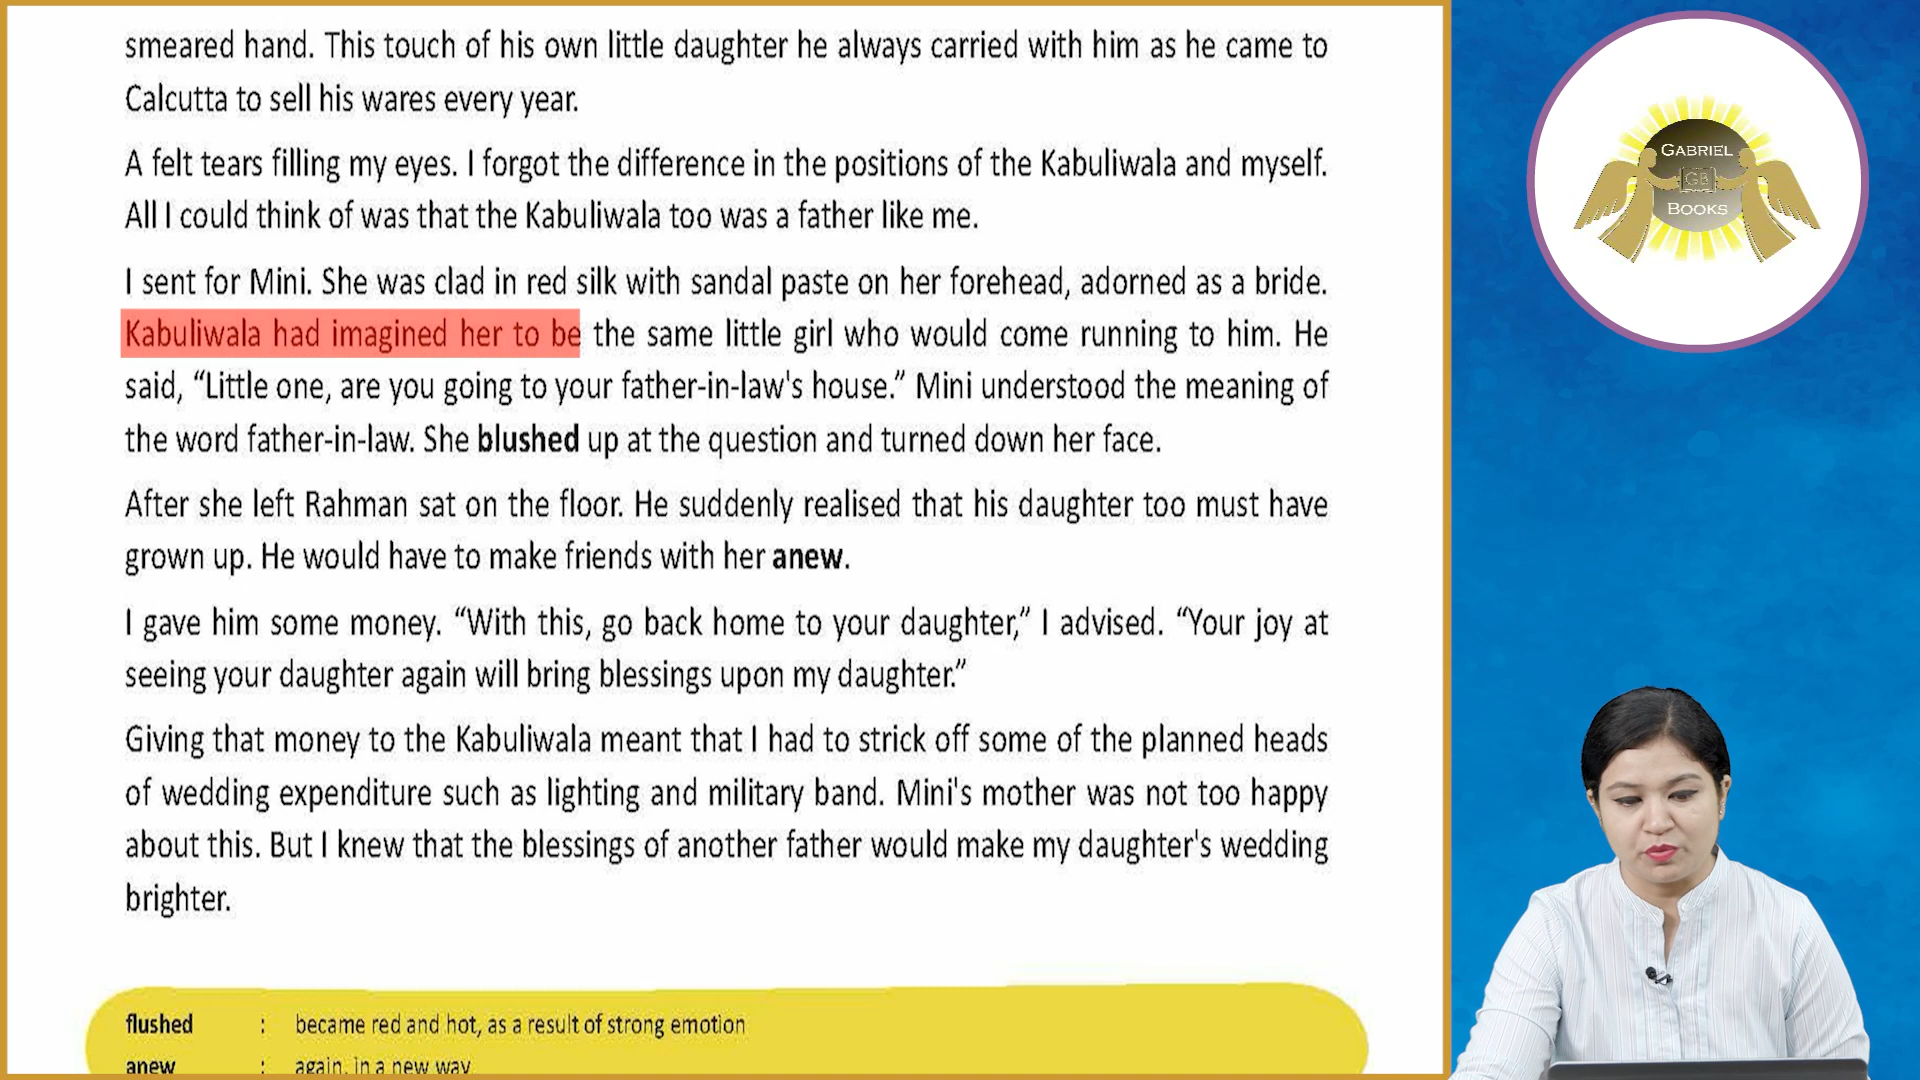 smeared hand. This touch of his own little daughter he always carried with him as he came to
Calcutta to sell his wares every year.
A felt tears filling my eyes. I forgot the difference in the positions of the Kabuliwala and myself.
All I could think of was that the Kabuliwala too was a father like me.
I sent for Mini. She was clad in red silk with sandal paste on her forehead, adorned as a bride.
Kabuliwala had imagined her to be the same little girl who would come running to him. He
said, “Little one, are you going to your father-in-law's house.” Mini understood the meaning of
the word father-in-law. She blushed up at the question and turned down her face.
After she left Rahman sat on the floor. He suddenly realised that his daughter too must have
grown up. He would have to make friends with her anew.
I gave him some money. “With this, go back home to your daughter,” I advised. “Your joy at
seeing your daughter again will bring blessings upon my daughter.”
Giving that money to the Kabuliwala meant that I had to strick off some of the planned heads
of wedding expenditure such as lighting and military band. Mini's mother was not too happy
about this. But I knew that the blessings of another father would make my daughter's wedding
brighter.
flushed : became red and hot, as a result of strong emotion
anew : again, in a new way
GABRIEL
GB
BOOKS